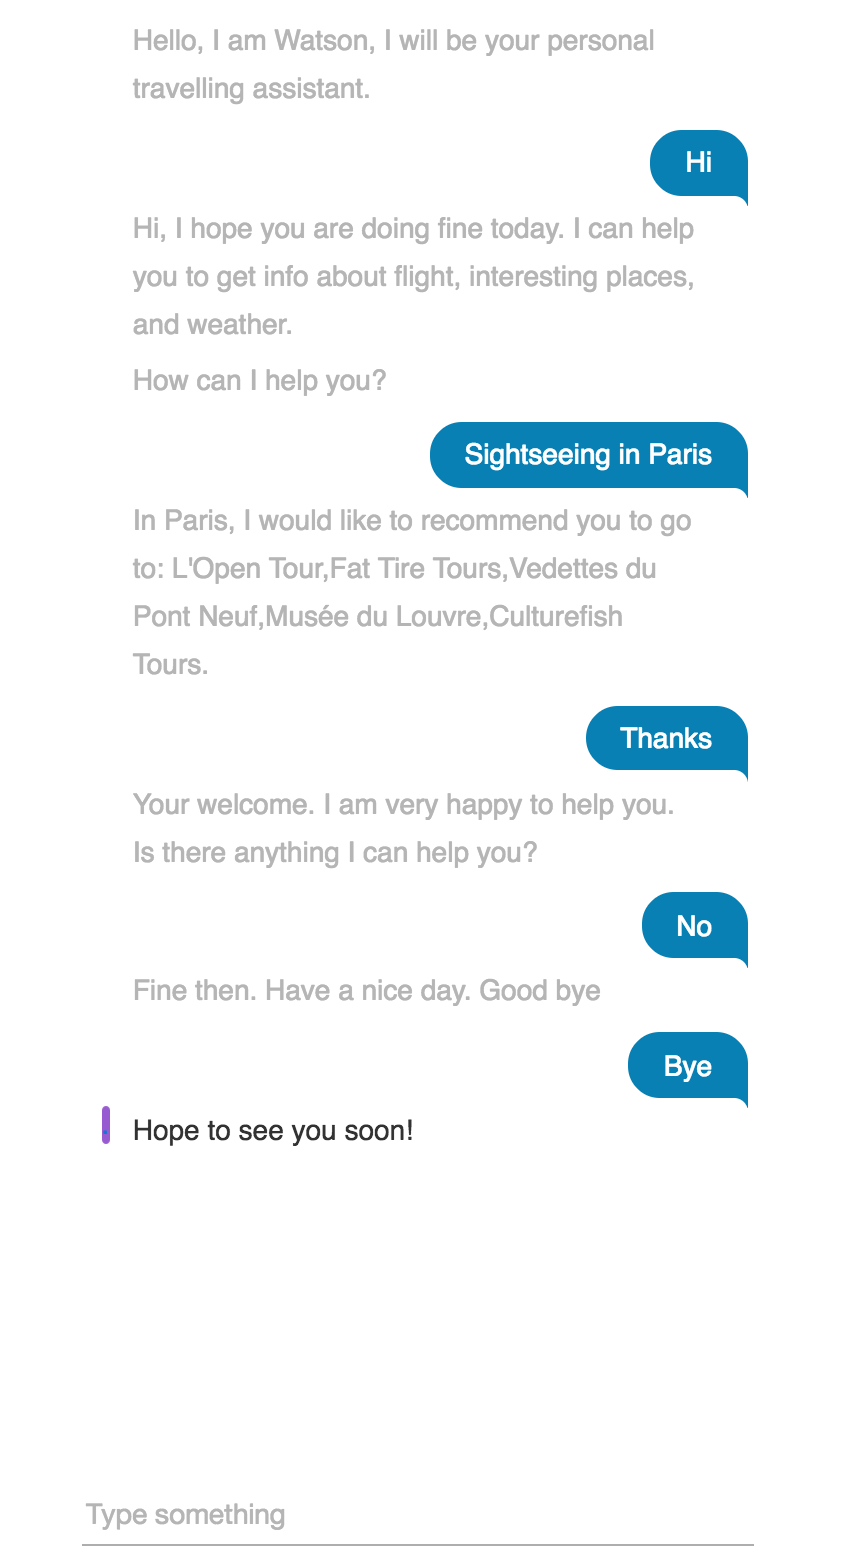 Hello, I am Watson, I will be your personal
travelling assistant.
Hi
Hi, I hope you are doing fine today. I can help
you to get info about flight, interesting places,
and weather.
How can I help you?
Sightseeing in Paris
In Paris, I would like to recommend you to go
to: L'Open Tour,Fat Tire Tours,Vedettes du
Pont Neuf,Musée du Louvre,Culturefish
Tours.
Thanks
Your welcome. I am very happy to help you.
Is there anything I can help you?
No
Fine then. Have a nice day. Good bye
Bye
Hope to see you soon!
Type something